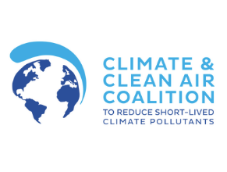 CLIMATE &
CLEAN AIR
COALITION
TO REDUCE SHORT-LIVED
CLIMATE POLLUTANTS